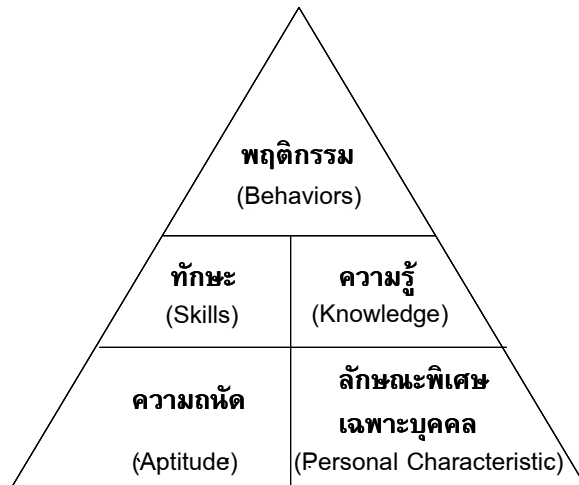 พฤติกรรม
(Behaviors)
ทักษะ
(Skills)
ความรู้
(Knowledge)
ความถนัด
(Aptitude)
ลักษณะพิเศษ
เฉพาะบุคคล
(Personal Characteristic)